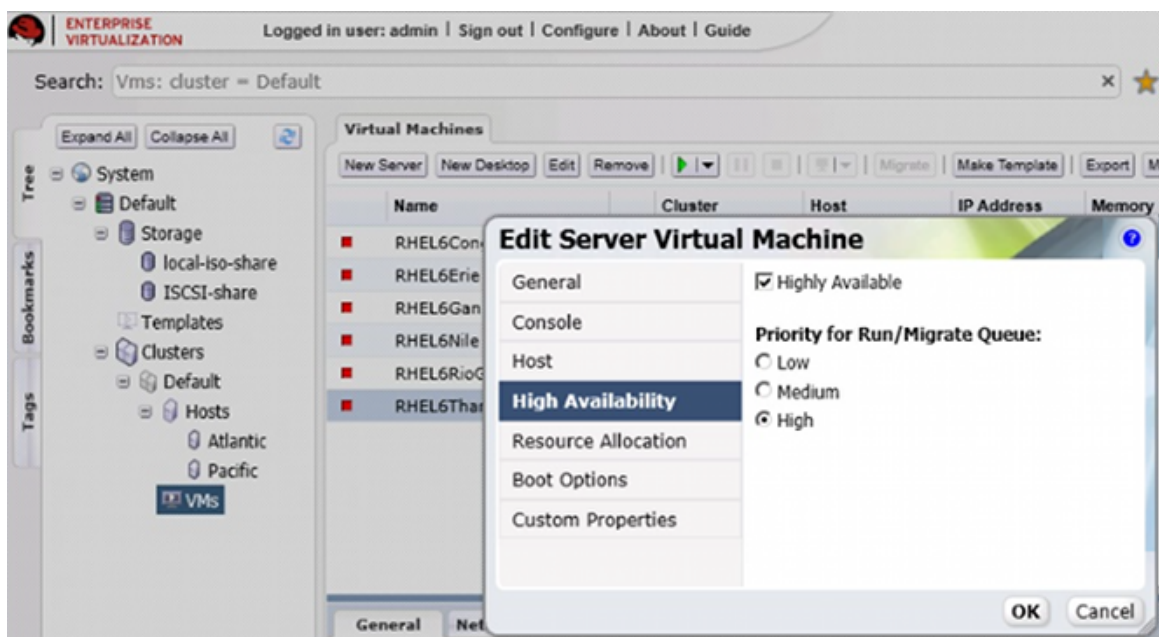 ENTERPRISE
VIRTUALIZATION
Logged in user: admin | Sign out | Configure | About | Guide
Search: Vms: cluster = Default
Expand All Collapse All
Tree
Bookmarks
Tags
System
Default
Storage
local-iso-share
ISCSI-share
Templates
Clusters
Default
Hosts
Atlantic
Pacific
VMs
Virtual Machines
New Server New Desktop Edit Remove Migrate Make Template Export
Name Cluster Host IP Address Memory
RHEL6Erie
RHEL6Nile
Edit Server Virtual Machine
General
Console
Host
High Availability
Resource Allocation
Boot Options
Custom Properties
Highly Available
Priority for Run/Migrate Queue:
Low
Medium
High
OK Cancel
General